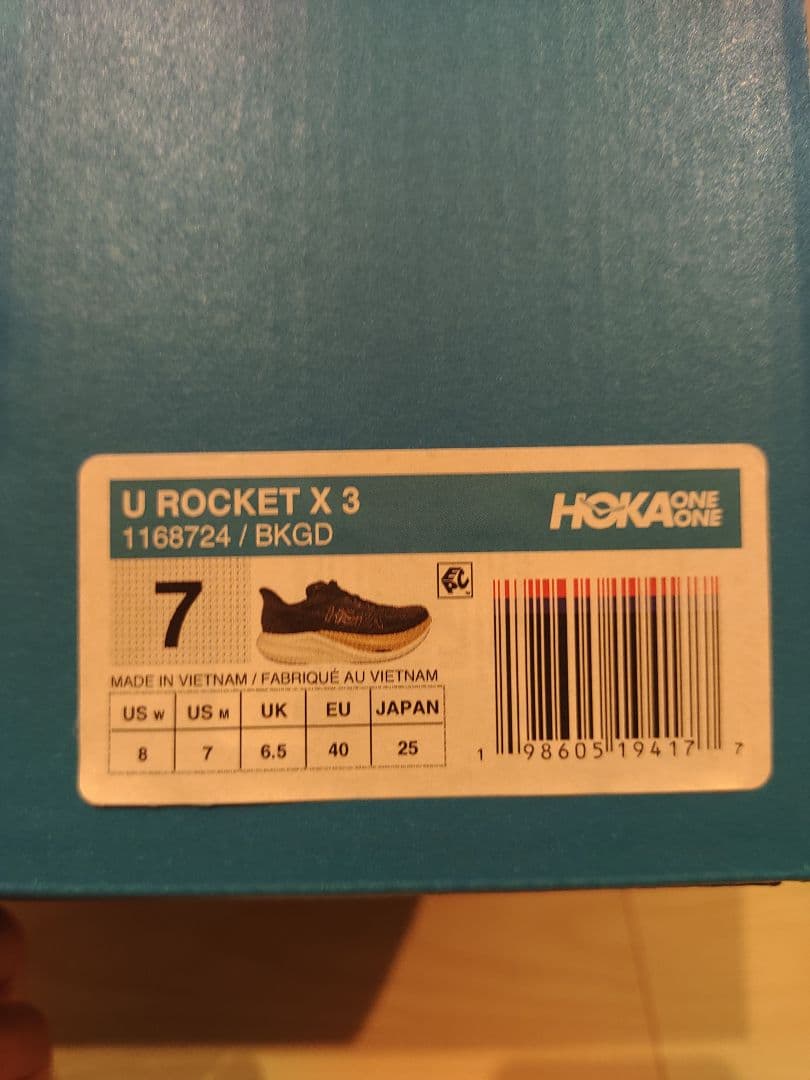 U ROCKET X 3
1168724 / BKGD
HOKA ONE ONE
7
MADE IN VIETNAM / FABRIQUÉ AU VIETNAM
US W US M UK EU JAPAN
8 7 6.5 40 25
1 98605 19417 7